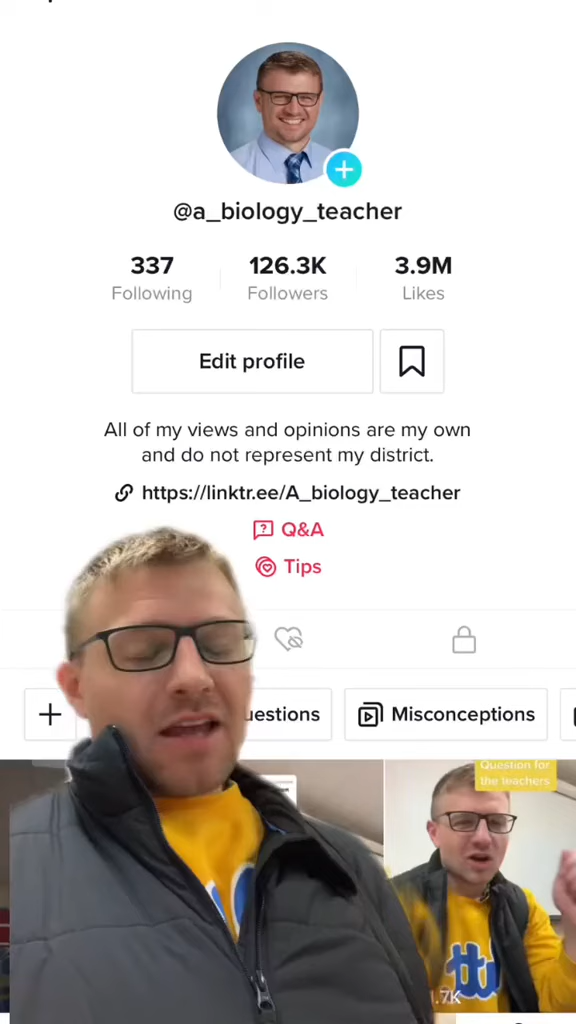 @a_biology_teacher
337 126.3K 3.9M
Following Followers Likes
Edit profile
All of my views and opinions are my own
and do not represent my district.
https://linktr.ee/A_biology_teacher
Q&A
Tips
Misconceptions
Question for
the teachers